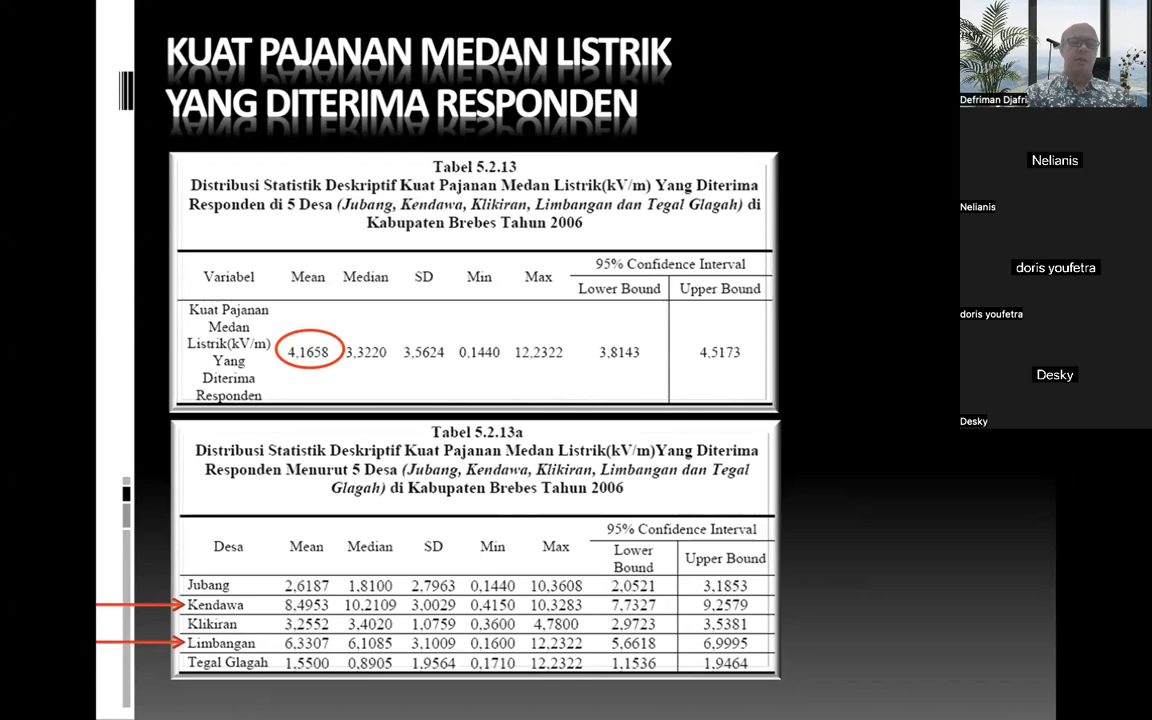 KUAT PAJANAN MEDAN LISTRIK
YANG DITERIMA RESPONDEN
Tabel 5.2.13
Distribusi Statistik Deskriptif Kuat Pajanan Medan Listrik(kV/m) Yang Diterima
Responden di 5 Desa (Jubang, Kendawa, Klikiran, Limbangan dan Tegal Glagah) di
Kabupaten Brebes Tahun 2006
Variabel Mean Median SD Min Max 95% Confidence Interval
Lower Bound Upper Bound
Kuat Pajanan
Medan
Listrik(kV/m)
Yang
Diterima
Responden
4,1658 3,3220 3,5624 0,1440 12,2322 3,8143 4,5173
Tabel 5.2.13a
Distribusi Statistik Deskriptif Kuat Pajanan Medan Listrik(kV/m)Yang Diterima
Responden Menurut 5 Desa (Jubang, Kendawa, Klikiran, Limbangan dan Tegal
Glagah) di Kabupaten Brebes Tahun 2006
Desa Mean Median SD Min Max 95% Confidence Interval
Lower
Bound
Upper Bound
Jubang 2,6187 1,8100 2,7963 0,1440 10,3608 2,0521 3,1853
Kendawa 8,4953 10,2109 3,0029 0,4150 10,3283 7,7327 9,2579
Klikiran 3,2552 3,4020 1,0759 0,3600 4,7800 2,9723 3,5381
Limbangan 6,3307 6,1085 3,1009 0,1600 12,2322 5,6618 6,9995
Tegal Glagah 1,5500 0,8905 1,9564 0,1710 12,2322 1,1536 1,9464
Defriman Djafri
Nelianis
Nelianis
doris youfetra
doris youfetra
Desky
Desky